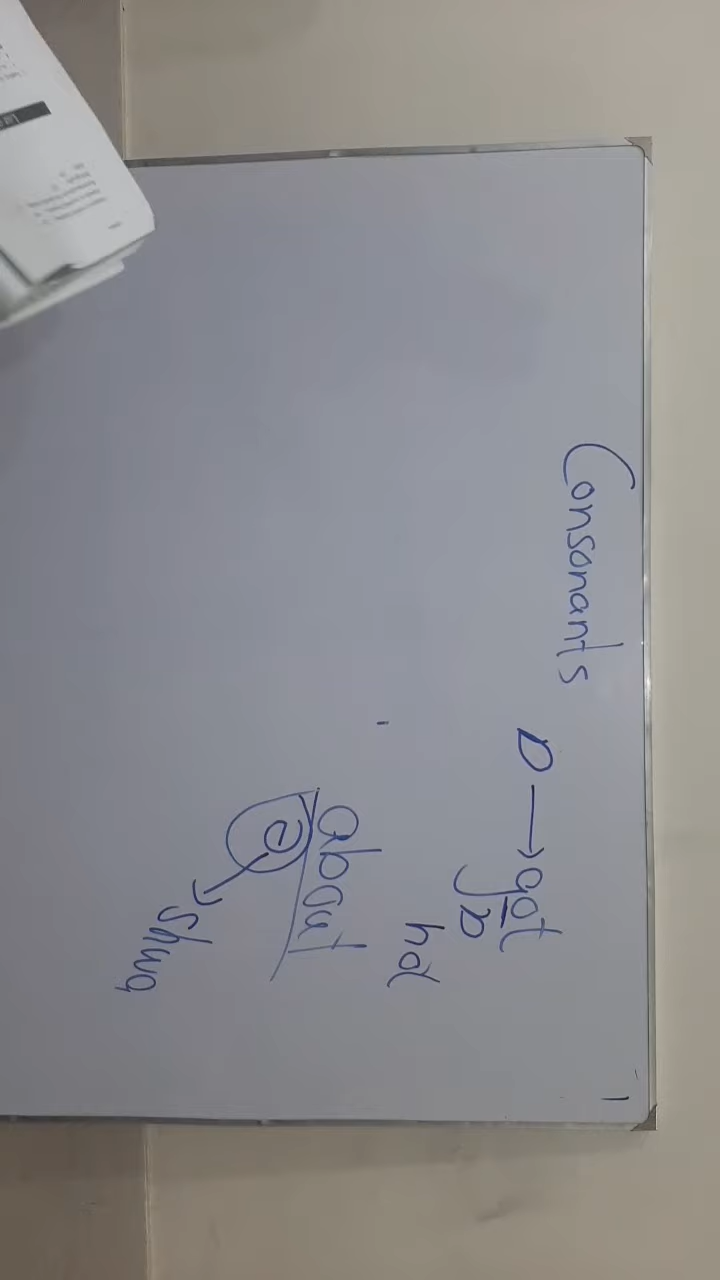 Consonants
ɒ → got
ɒ
hot
about
ə → shwa